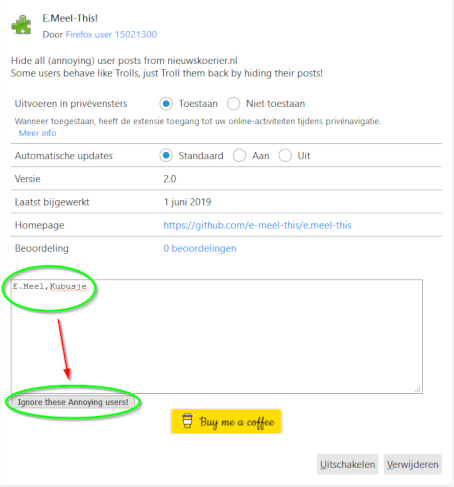 E.Meel-This!
Door Firefox user 15021300
Hide all (annoying) user posts from nieuwskoerier.nl
Some users behave like Trolls, just Troll them back by hiding their posts!
Uitvoeren in privévensters Toestaan Niet toestaan
Wanneer toegestaan, heeft de extensie toegang tot uw online-activiteiten tijdens privénavigatie.
Meer info
Automatische updates Standaard Aan Uit
Versie 2.0
Laatst bijgewerkt 1 juni 2019
Homepage https://github.com/e-meel-this/e.meel-this
Beoordeling 0 beoordelingen
E.Meel,Kubusje
Ignore these Annoying users!
Buy me a coffee
Uitschakelen Verwijderen